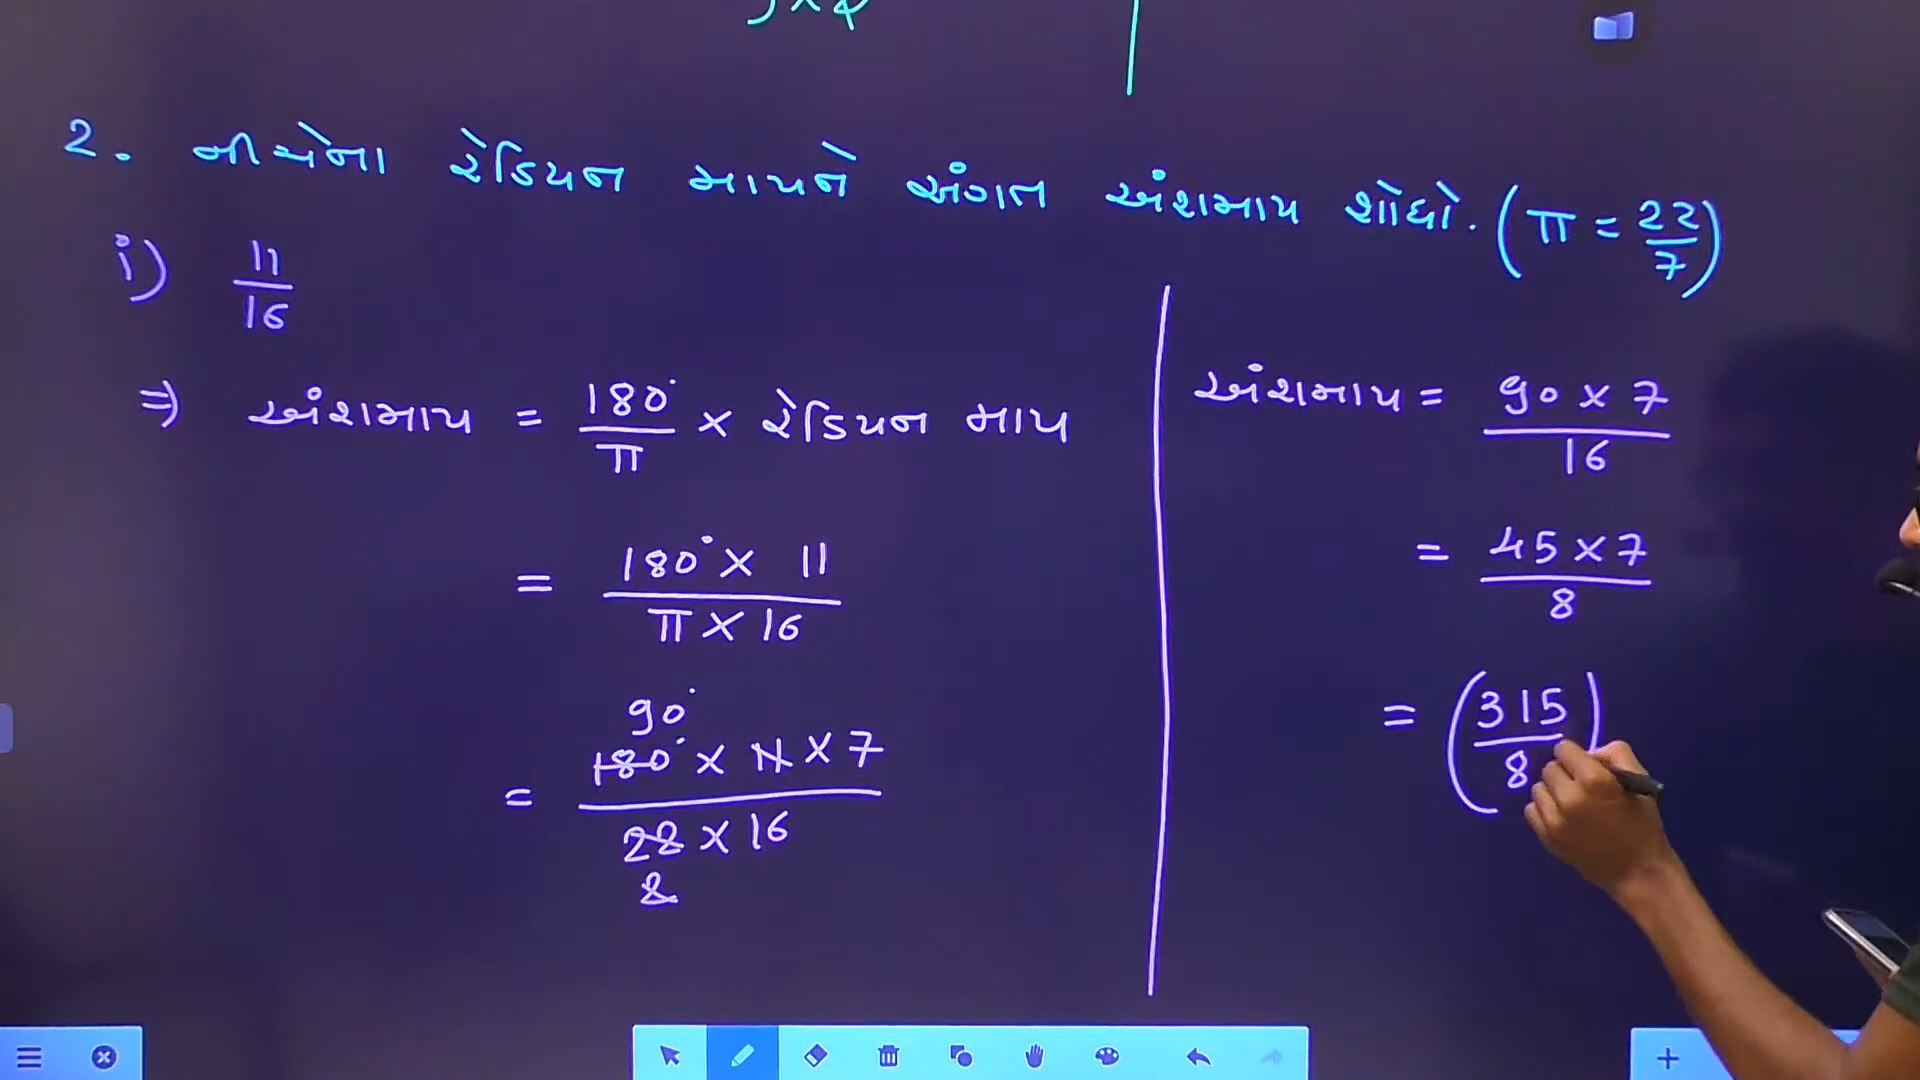 2. નીચેના રેડિયન માપને સંગત અંશમાપ શોધો. (π = 22/7)
i) 11/16
⇒ અંશમાપ = 180°/π × રેડિયન માપ
= 180° × 11 / π × 16
90°
= 180° × 11 × 7 / 22 × 16
2
અંશમાપ = 90 × 7 / 16
= 45 × 7 / 8
= (315/8)